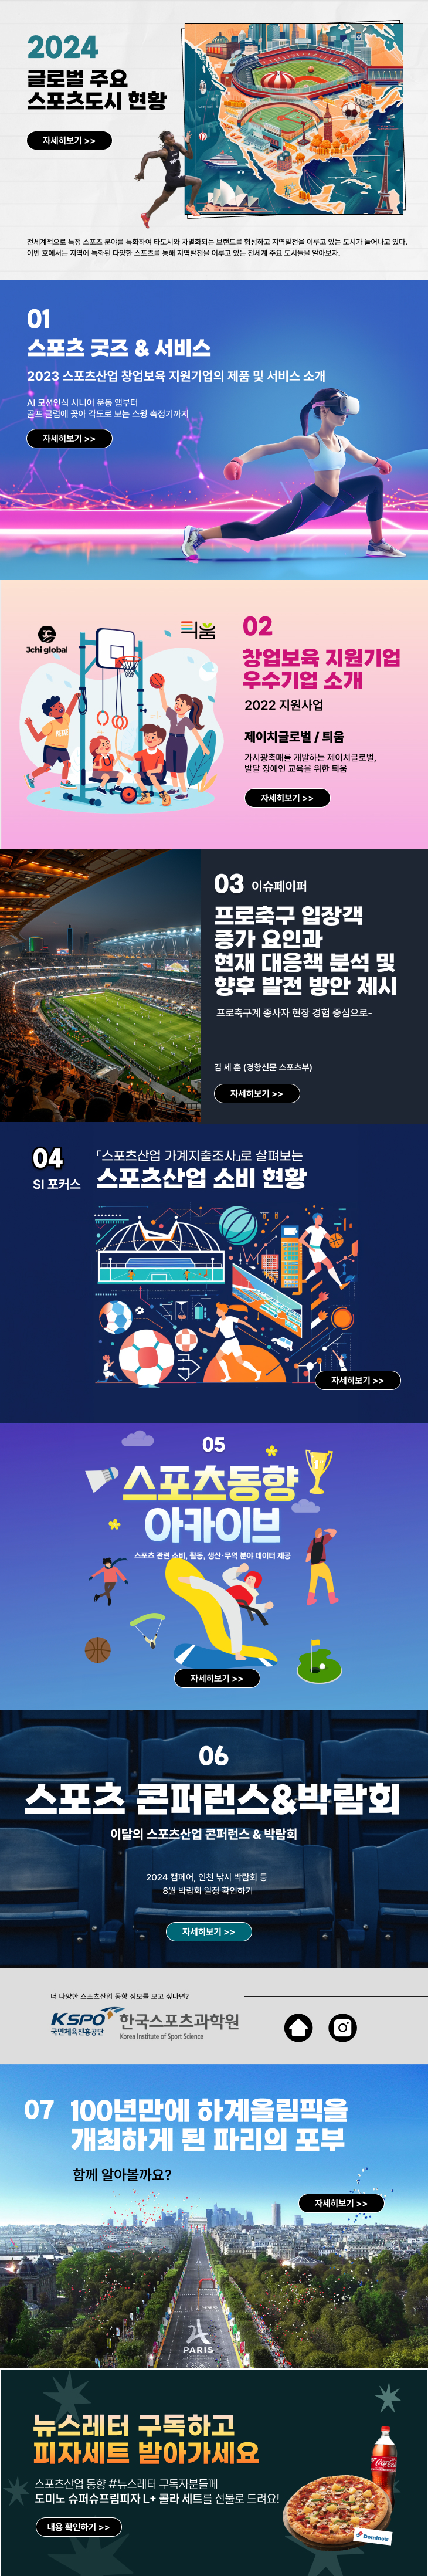 2024
글로벌 주요
스포츠도시 현황
자세히보기 >>
전세계적으로 특정 스포츠 분야를 특화하여 타도시와 차별화되는 브랜드를 형성하고 지역발전을 이루고 있는 도시가 늘어나고 있다.
이번 호에서는 지역에 특화된 다양한 스포츠를 통해 지역발전을 이루고 있는 전세계 주요 도시들을 알아보자.
01
스포츠 굿즈 & 서비스
2023 스포츠산업 창업보육 지원기업의 제품 및 서비스 소개
AI 모션인식 시니어 운동 앱부터
골프 클럽에 꽂아 각도로 보는 스윙 측정기까지
자세히보기 >>
Jchi global
틔움
02
창업보육 지원기업
우수기업 소개
2022 지원사업
제이치글로벌 / 틔움
가시광촉매를 개발하는 제이치글로벌,
발달 장애인 교육을 위한 틔움
자세히보기 >>
03 이슈페이퍼
프로축구 입장객
증가 요인과
현재 대응책 분석 및
향후 발전 방안 제시
프로축구계 종사자 현장 경험 중심으로-
김 세 훈 (경향신문 스포츠부)
자세히보기 >>
04
SI 포커스
「스포츠산업 가계지출조사」로 살펴보는
스포츠산업 소비 현황
자세히보기 >>
05
스포츠동향
아카이브
스포츠 관련 소비, 활동, 생산·무역 분야 데이터 제공
자세히보기 >>
06
스포츠 콘퍼런스&박람회
이달의 스포츠산업 콘퍼런스 & 박람회
2024 캠페어, 인천 낚시 박람회 등
8월 박람회 일정 확인하기
자세히보기 >>
더 다양한 스포츠산업 동향 정보를 보고 싶다면?
KSPO
국민체육진흥공단
한국스포츠과학원
Korea Institute of Sport Science
07 100년만에 하계올림픽을
개최하게 된 파리의 포부
함께 알아볼까요?
자세히보기 >>
PARIS
뉴스레터 구독하고
피자세트 받아가세요
스포츠산업 동향 #뉴스레터 구독자분들께
도미노 슈퍼슈프림피자 L+ 콜라 세트를 선물로 드려요!
내용 확인하기 >>
Coca-Cola
Domino's